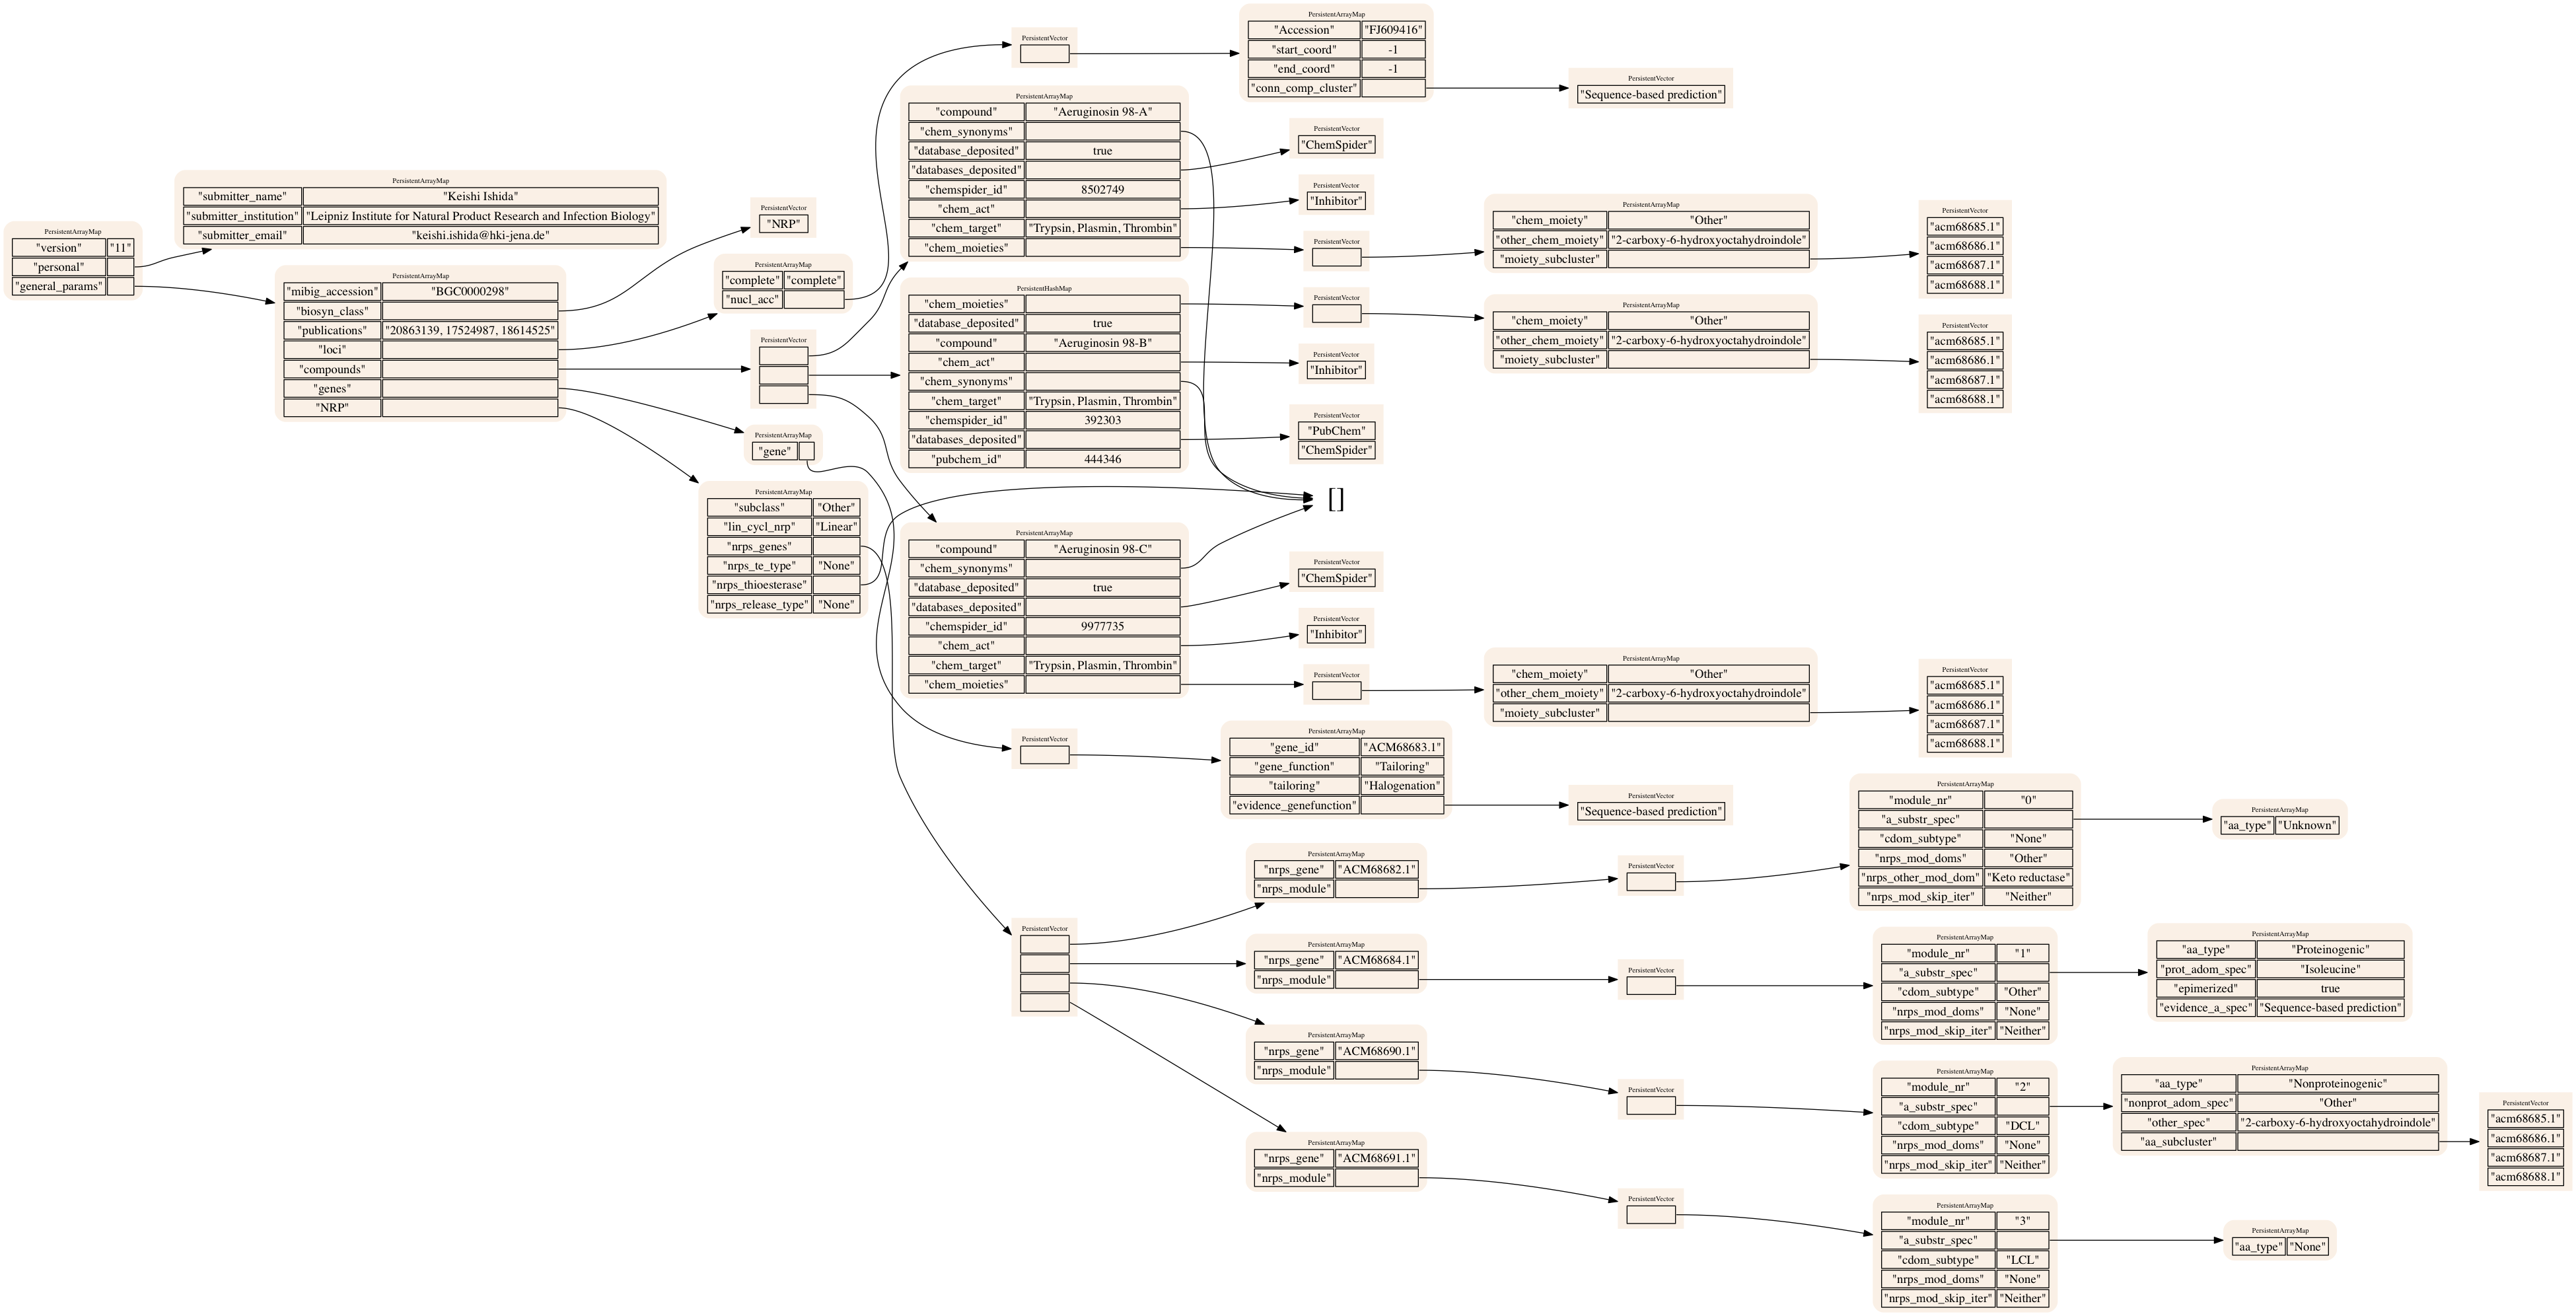 PersistentArrayMap
"version" "11"
"personal"
"general_params"
PersistentArrayMap
"submitter_name" "Keishi Ishida"
"submitter_institution" "Leipniz Institute for Natural Product Research and Infection Biology"
"submitter_email" "keishi.ishida@hki-jena.de"
PersistentArrayMap
"mibig_accession" "BGC0000298"
"biosyn_class"
"publications" "20863139, 17524987, 18614525"
"loci"
"compounds"
"genes"
"NRP"
PersistentVector
"NRP"
PersistentArrayMap
"complete" "complete"
"nucl_acc"
PersistentVector
PersistentArrayMap
"gene"
PersistentArrayMap
"subclass" "Other"
"lin_cycl_nrp" "Linear"
"nrps_genes"
"nrps_te_type" "None"
"nrps_thioesterase"
"nrps_release_type" "None"
PersistentVector
PersistentArrayMap
"Accession" "FJ609416"
"start_coord" -1
"end_coord" -1
"conn_comp_cluster"
PersistentVector
"Sequence-based prediction"
PersistentArrayMap
"compound" "Aeruginosin 98-A"
"chem_synonyms"
"database_deposited" true
"databases_deposited"
"chemspider_id" 8502749
"chem_act"
"chem_target" "Trypsin, Plasmin, Thrombin"
"chem_moieties"
PersistentVector
"ChemSpider"
PersistentVector
"Inhibitor"
PersistentVector
PersistentArrayMap
"chem_moiety" "Other"
"other_chem_moiety" "2-carboxy-6-hydroxyoctahydroindole"
"moiety_subcluster"
PersistentVector
"acm68685.1"
"acm68686.1"
"acm68687.1"
"acm68688.1"
PersistentHashMap
"chem_moieties"
"database_deposited" true
"compound" "Aeruginosin 98-B"
"chem_act"
"chem_synonyms"
"chem_target" "Trypsin, Plasmin, Thrombin"
"chemspider_id" 392303
"databases_deposited"
"pubchem_id" 444346
PersistentVector
PersistentArrayMap
"chem_moiety" "Other"
"other_chem_moiety" "2-carboxy-6-hydroxyoctahydroindole"
"moiety_subcluster"
PersistentVector
"acm68685.1"
"acm68686.1"
"acm68687.1"
"acm68688.1"
PersistentVector
"Inhibitor"
PersistentVector
"PubChem"
"ChemSpider"
[]
PersistentArrayMap
"compound" "Aeruginosin 98-C"
"chem_synonyms"
"database_deposited" true
"databases_deposited"
"chemspider_id" 9977735
"chem_act"
"chem_target" "Trypsin, Plasmin, Thrombin"
"chem_moieties"
PersistentVector
"ChemSpider"
PersistentVector
"Inhibitor"
PersistentVector
PersistentArrayMap
"chem_moiety" "Other"
"other_chem_moiety" "2-carboxy-6-hydroxyoctahydroindole"
"moiety_subcluster"
PersistentVector
"acm68685.1"
"acm68686.1"
"acm68687.1"
"acm68688.1"
PersistentVector
PersistentArrayMap
"gene_id" "ACM68683.1"
"gene_function" "Tailoring"
"tailoring" "Halogenation"
"evidence_genefunction"
PersistentVector
"Sequence-based prediction"
PersistentVector
PersistentArrayMap
"nrps_gene" "ACM68682.1"
"nrps_module"
PersistentVector
PersistentArrayMap
"module_nr" "0"
"a_substr_spec"
"cdom_subtype" "None"
"nrps_mod_doms" "Other"
"nrps_other_mod_dom" "Keto reductase"
"nrps_mod_skip_iter" "Neither"
PersistentArrayMap
"aa_type" "Unknown"
PersistentArrayMap
"nrps_gene" "ACM68684.1"
"nrps_module"
PersistentVector
PersistentArrayMap
"module_nr" "1"
"a_substr_spec"
"cdom_subtype" "Other"
"nrps_mod_doms" "None"
"nrps_mod_skip_iter" "Neither"
PersistentArrayMap
"aa_type" "Proteinogenic"
"prot_adom_spec" "Isoleucine"
"epimerized" true
"evidence_a_spec" "Sequence-based prediction"
PersistentArrayMap
"nrps_gene" "ACM68690.1"
"nrps_module"
PersistentVector
PersistentArrayMap
"module_nr" "2"
"a_substr_spec"
"cdom_subtype" "DCL"
"nrps_mod_doms" "None"
"nrps_mod_skip_iter" "Neither"
PersistentArrayMap
"aa_type" "Nonproteinogenic"
"nonprot_adom_spec" "Other"
"other_spec" "2-carboxy-6-hydroxyoctahydroindole"
"aa_subcluster"
PersistentVector
"acm68685.1"
"acm68686.1"
"acm68687.1"
"acm68688.1"
PersistentArrayMap
"nrps_gene" "ACM68691.1"
"nrps_module"
PersistentVector
PersistentArrayMap
"module_nr" "3"
"a_substr_spec"
"cdom_subtype" "LCL"
"nrps_mod_doms" "None"
"nrps_mod_skip_iter" "Neither"
PersistentArrayMap
"aa_type" "None"